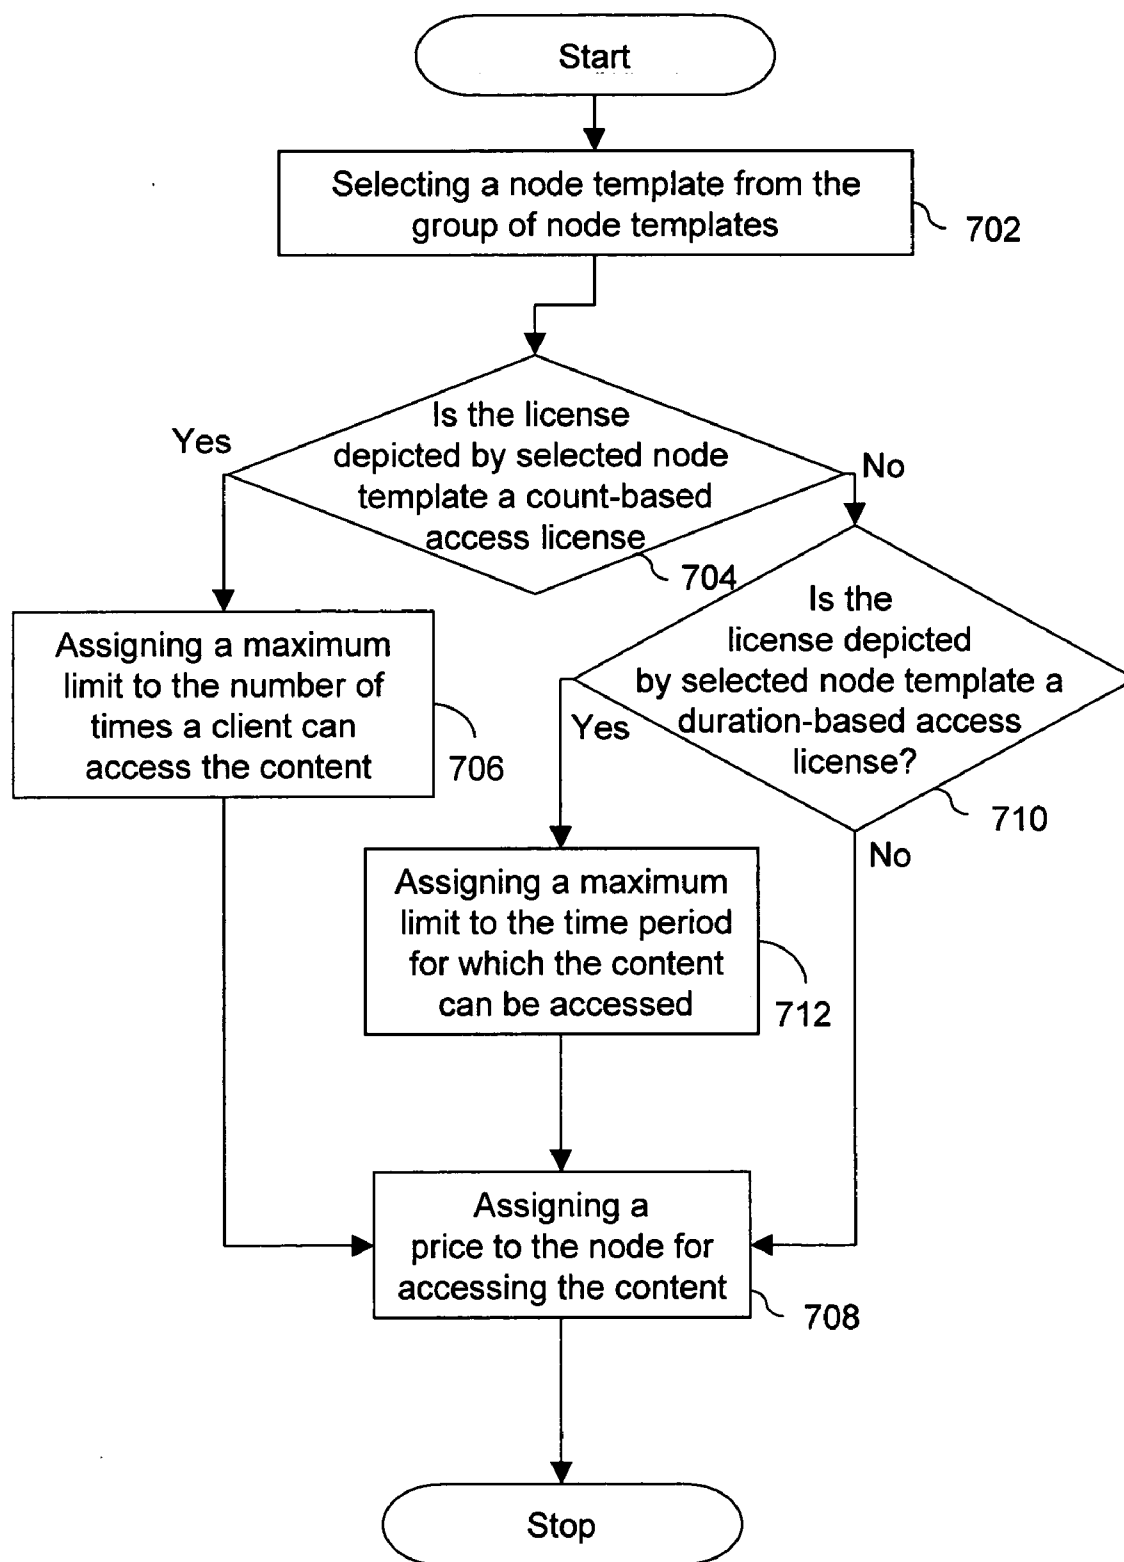 Start
Selecting a node template from the
group of node templates
702
Is the license
depicted by selected node
template a count-based
access license
Yes
No
704
Assigning a maximum
limit to the number of
times a client can
access the content
706
Is the
license depicted
by selected node template a
duration-based access
license?
Yes
710
No
Assigning a maximum
limit to the time period
for which the content
can be accessed
712
Assigning a
price to the node for
accessing the content
708
Stop